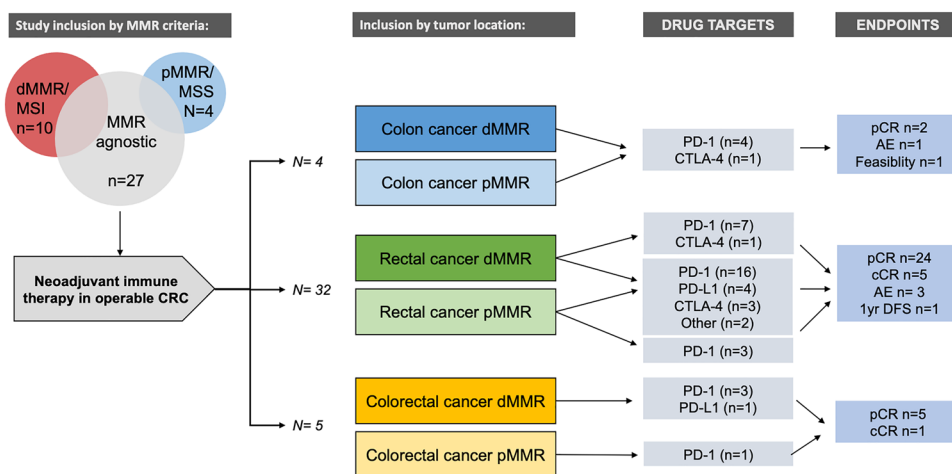 Study inclusion by MMR criteria:
Inclusion by tumor location:
DRUG TARGETS
ENDPOINTS
dMMR/
MSI
n=10
pMMR/
MSS
N=4
MMR
agnostic
n=27
Neoadjuvant immune
therapy in operable CRC
N= 4
N= 32
N= 5
Colon cancer dMMR
Colon cancer pMMR
PD-1 (n=4)
CTLA-4 (n=1)
pCR n=2
AE n=1
Feasiblity n=1
Rectal cancer dMMR
Rectal cancer pMMR
PD-1 (n=7)
CTLA-4 (n=1)
PD-1 (n=16)
PD-L1 (n=4)
CTLA-4 (n=3)
Other (n=2)
PD-1 (n=3)
pCR n=24
cCR n=5
AE n= 3
1yr DFS n=1
Colorectal cancer dMMR
Colorectal cancer pMMR
PD-1 (n=3)
PD-L1 (n=1)
PD-1 (n=1)
pCR n=5
cCR n=1